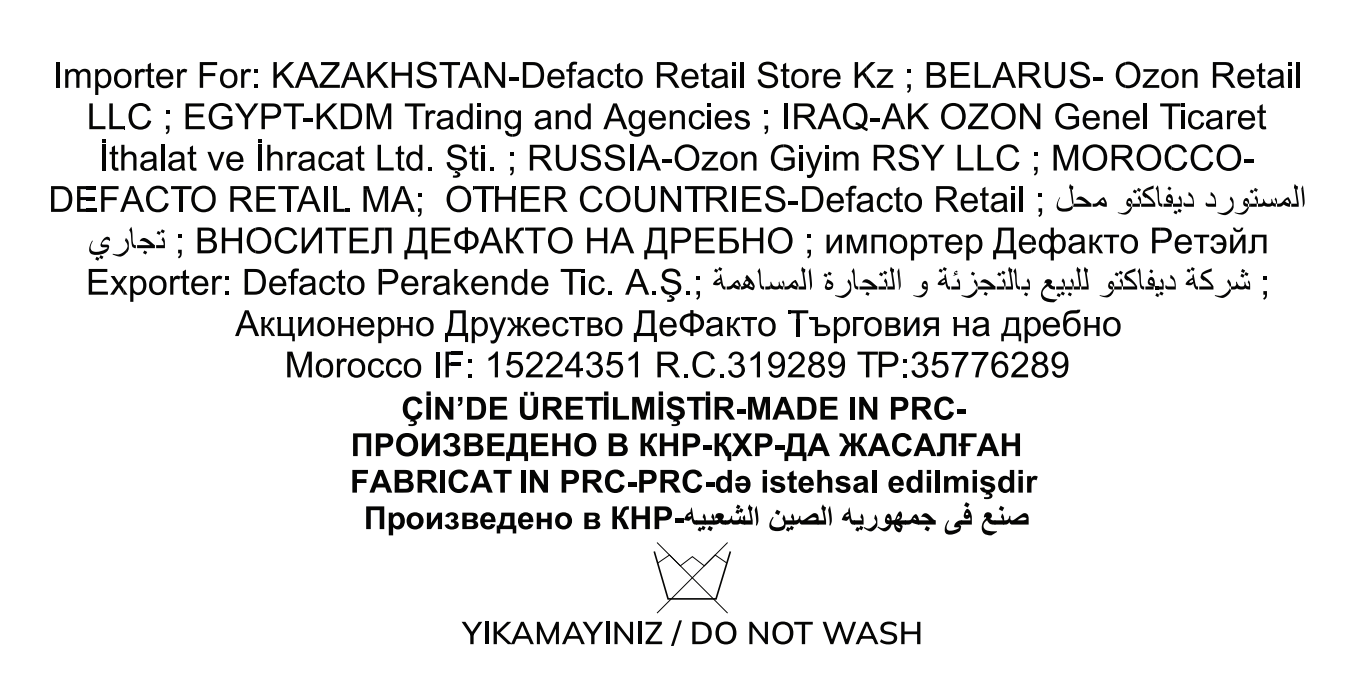 Importer For: KAZAKHSTAN-Defacto Retail Store Kz ; BELARUS- Ozon Retail
LLC ; EGYPT-KDM Trading and Agencies ; IRAQ-AK OZON Genel Ticaret
İthalat ve İhracat Ltd. Şti. ; RUSSIA-Ozon Giyim RSY LLC ; MOROCCO-
DEFACTO RETAIL MA;  OTHER COUNTRIES-Defacto Retail ; المستورد ديفاكتو محل
تجاري ; ВНОСИТЕЛ ДЕФАКТО НА ДРЕБНО ; импортер Дефакто Ретэйл
Exporter: Defacto Perakende Tic. A.Ş.; شركة ديفاكتو للبيع بالتجزئة و التجارة المساهمة ;
Акционерно Дружество ДеФакто Търговия на дребно
Morocco IF: 15224351 R.C.319289 TP:35776289
ÇİN’DE ÜRETİLMİŞTİR-MADE IN PRC-
ПРОИЗВЕДЕНО В КНР-ҚХР-ДА ЖАСАЛҒАН
FABRICAT IN PRC-PRC-də istehsal edilmişdir
Произведено в КНР-صنع فى جمهوريه الصين الشعبيه
YIKAMAYINIZ / DO NOT WASH